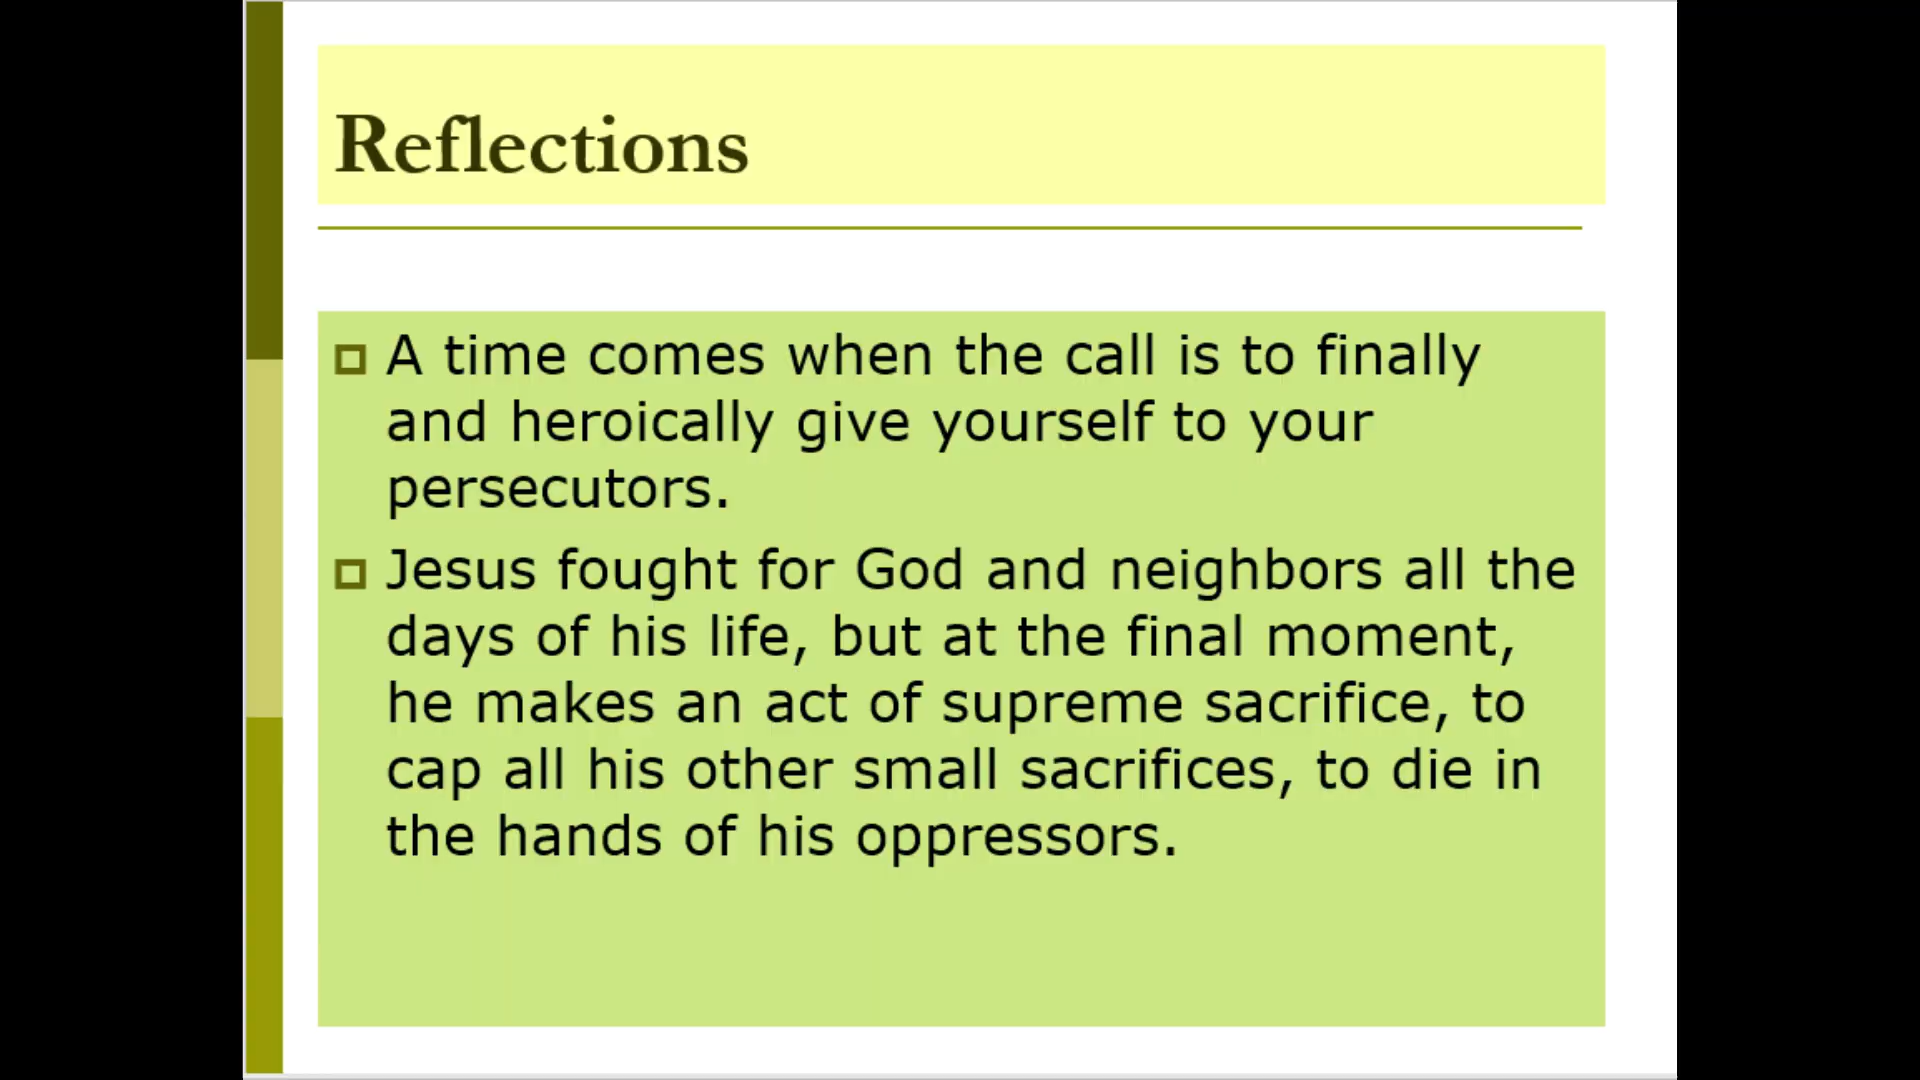 Reflections
A time comes when the call is to finally
and heroically give yourself to your
persecutors.
Jesus fought for God and neighbors all the
days of his life, but at the final moment,
he makes an act of supreme sacrifice, to
cap all his other small sacrifices, to die in
the hands of his oppressors.